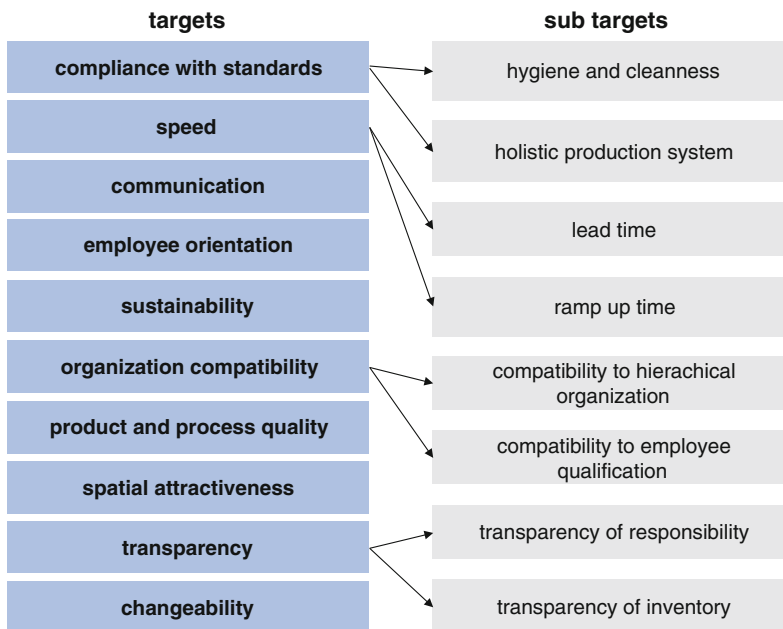 targets
compliance with standards
speed
communication
employee orientation
sustainability
organization compatibility
product and process quality
spatial attractiveness
transparency
changeability
sub targets
hygiene and cleanness
holistic production system
lead time
ramp up time
compatibility to hierachical
organization
compatibility to employee
qualification
transparency of responsibility
transparency of inventory